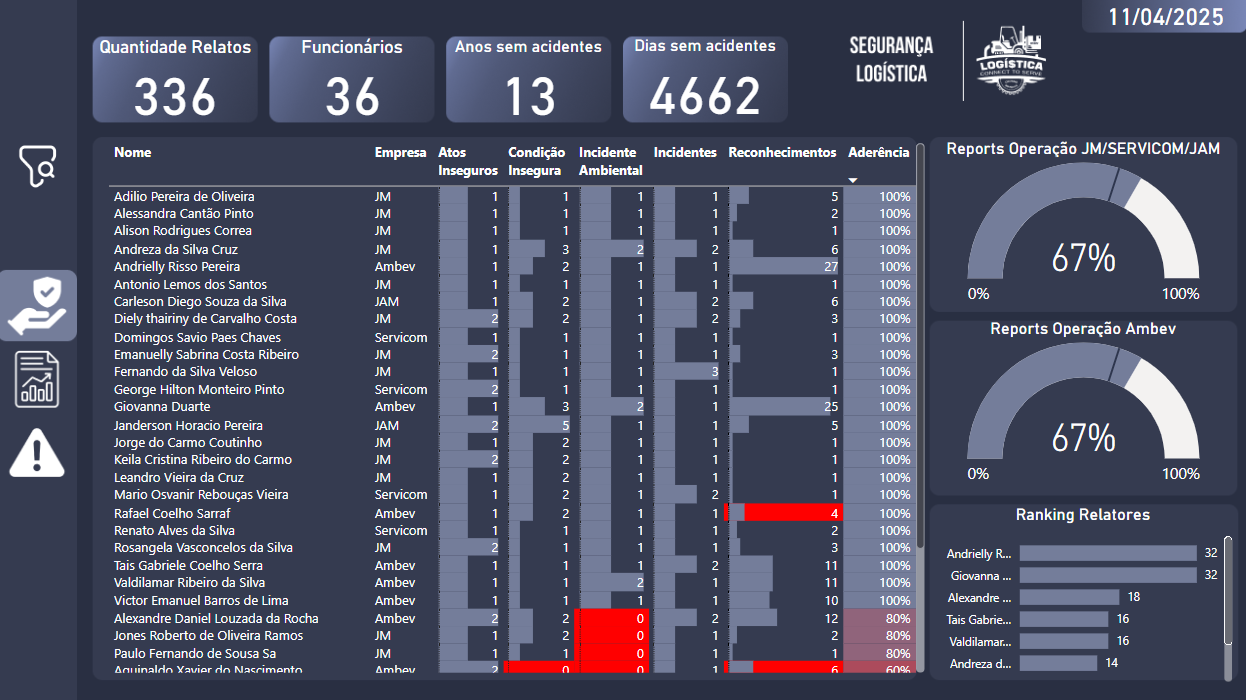 11/04/2025
Quantidade Relatos
336
Funcionários
36
Anos sem acidentes
13
Dias sem acidentes
4662
SEGURANÇA
LOGÍSTICA
LOGÍSTICA
CONNECT TO SERVE
Nome Empresa Atos Inseguros Condição Insegura Incidente Ambiental Incidentes Reconhecimentos Aderência
Adilio Pereira de Oliveira JM 1 1 1 1 5 100%
Alessandra Cantão Pinto JM 1 1 1 1 2 100%
Alison Rodrigues Correa JM 1 1 1 1 1 100%
Andreza da Silva Cruz JM 1 3 2 2 6 100%
Andrielly Risso Pereira Ambev 1 2 1 1 27 100%
Antonio Lemos dos Santos JM 1 1 1 1 1 100%
Carleson Diego Souza da Silva JAM 1 2 1 2 6 100%
Diely thairiny de Carvalho Costa JM 2 2 1 2 3 100%
Domingos Savio Paes Chaves Servicom 1 1 1 1 1 100%
Emanuelly Sabrina Costa Ribeiro JM 2 1 1 1 3 100%
Fernando da Silva Veloso JM 1 1 1 3 1 100%
George Hilton Monteiro Pinto Servicom 2 1 1 1 1 100%
Giovanna Duarte Ambev 1 3 2 1 25 100%
Janderson Horacio Pereira JAM 2 5 1 1 5 100%
Jorge do Carmo Coutinho JM 1 2 1 1 1 100%
Keila Cristina Ribeiro do Carmo JM 2 2 1 1 1 100%
Leandro Vieira da Cruz JM 1 2 1 1 1 100%
Mario Osvanir Rebouças Vieira Servicom 1 2 1 2 1 100%
Rafael Coelho Sarraf Ambev 1 2 1 1 4 100%
Renato Alves da Silva Servicom 1 1 1 1 2 100%
Rosangela Vasconcelos da Silva JM 2 1 1 1 3 100%
Tais Gabriele Coelho Serra Ambev 1 1 1 2 11 100%
Valdilamar Ribeiro da Silva Ambev 1 1 2 1 11 100%
Victor Emanuel Barros de Lima Ambev 1 1 1 1 10 100%
Alexandre Daniel Louzada da Rocha Ambev 2 2 0 2 12 80%
Jones Roberto de Oliveira Ramos JM 1 2 0 1 2 80%
Paulo Fernando de Sousa Sa JM 1 1 0 1 1 80%
Aguinaldo Xavier do Nascimento Ambev 2 0 0 1 6 60%
Reports Operação JM/SERVICOM/JAM
67%
0% 100%
Reports Operação Ambev
67%
0% 100%
Ranking Relatores
Andrielly R... 32
Giovanna ... 32
Alexandre ... 18
Tais Gabrie... 16
Valdilamar... 16
Andreza d... 14